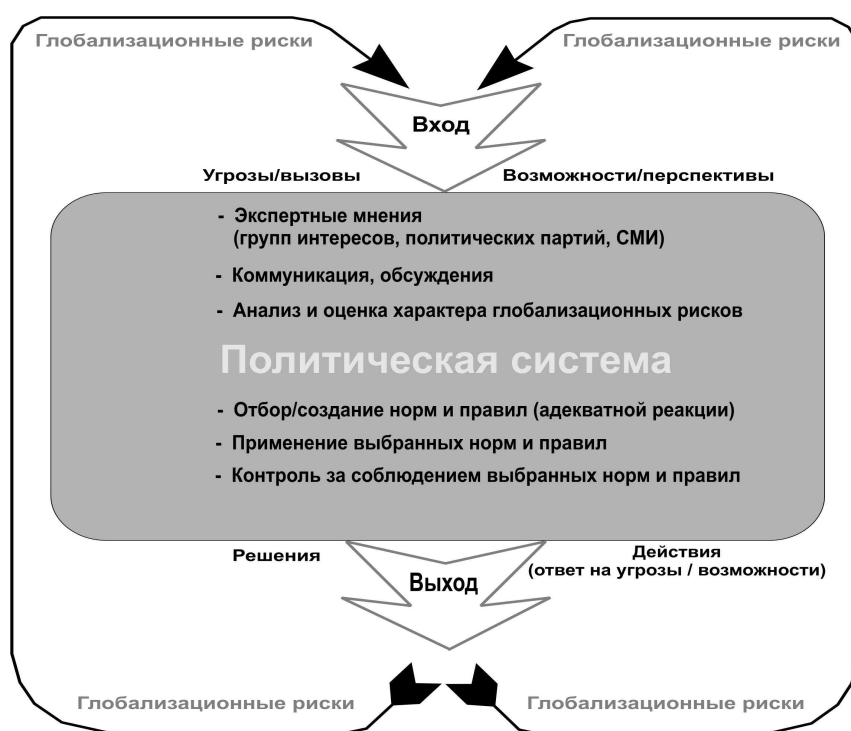 Глобализационные риски
Глобализационные риски
Вход
Угрозы/вызовы
Возможности/перспективы
- Экспертные мнения
(групп интересов, политических партий, СМИ)
- Коммуникация, обсуждения
- Анализ и оценка характера глобализационных рисков
Политическая система
- Отбор/создание норм и правил (адекватной реакции)
- Применение выбранных норм и правил
- Контроль за соблюдением выбранных норм и правил
Решения
Действия
(ответ на угрозы / возможности)
Выход
Глобализационные риски
Глобализационные риски